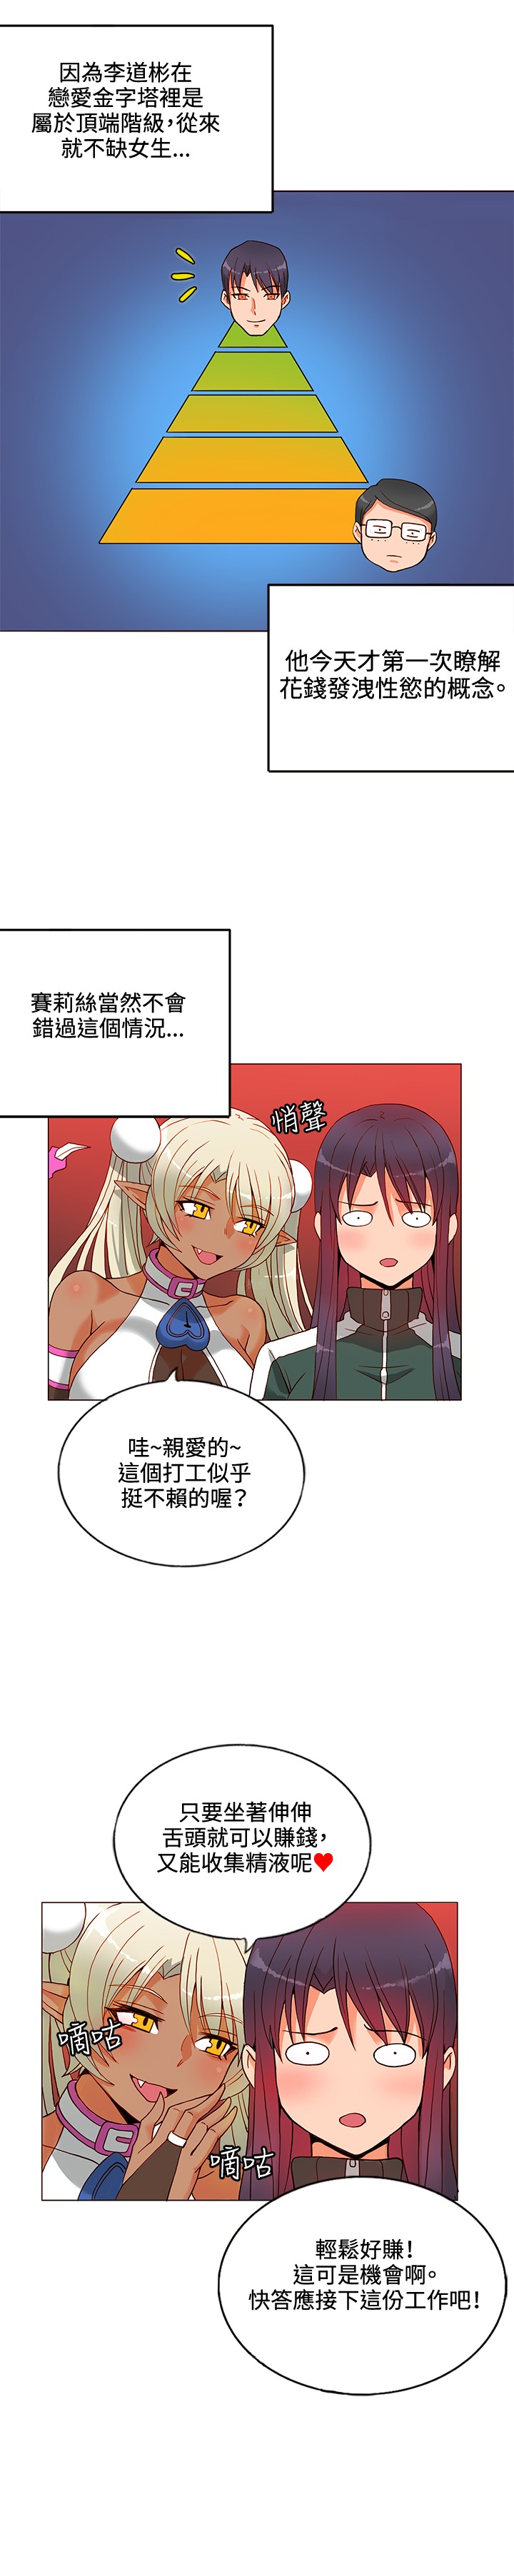 因為李道彬在
戀愛金字塔裡是
屬於頂端階級，從來
就不缺女生...
他今天才第一次瞭解
花錢發洩性慾的概念。
賽莉絲當然不會
錯過這個情況...
悄聲
哇~親愛的~
這個打工似乎
挺不賴的喔？
只要坐著伸伸
舌頭就可以賺錢，
又能收集精液呢♥
嘀咕
嘀咕
輕鬆好賺！
這可是機會啊。
快答應接下這份工作吧！